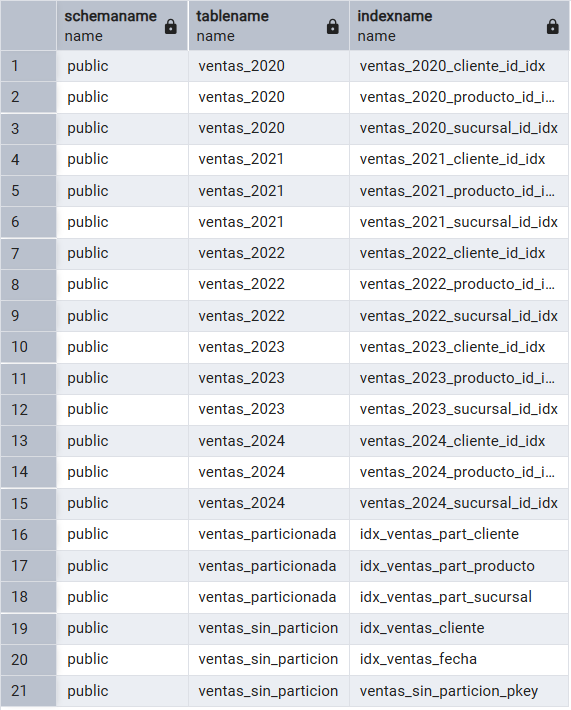 schemaname tablename indexname
name name name
1 public ventas_2020 ventas_2020_cliente_id_idx
2 public ventas_2020 ventas_2020_producto_id_i...
3 public ventas_2020 ventas_2020_sucursal_id_idx
4 public ventas_2021 ventas_2021_cliente_id_idx
5 public ventas_2021 ventas_2021_producto_id_i...
6 public ventas_2021 ventas_2021_sucursal_id_idx
7 public ventas_2022 ventas_2022_cliente_id_idx
8 public ventas_2022 ventas_2022_producto_id_i...
9 public ventas_2022 ventas_2022_sucursal_id_idx
10 public ventas_2023 ventas_2023_cliente_id_idx
11 public ventas_2023 ventas_2023_producto_id_i...
12 public ventas_2023 ventas_2023_sucursal_id_idx
13 public ventas_2024 ventas_2024_cliente_id_idx
14 public ventas_2024 ventas_2024_producto_id_i...
15 public ventas_2024 ventas_2024_sucursal_id_idx
16 public ventas_particionada idx_ventas_part_cliente
17 public ventas_particionada idx_ventas_part_producto
18 public ventas_particionada idx_ventas_part_sucursal
19 public ventas_sin_particion idx_ventas_cliente
20 public ventas_sin_particion idx_ventas_fecha
21 public ventas_sin_particion ventas_sin_particion_pkey